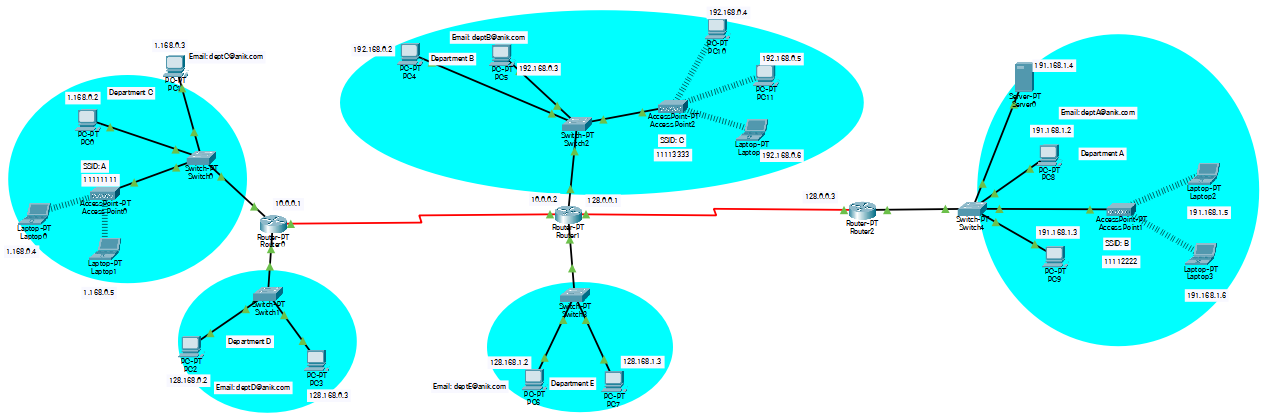 1.168.0.3
Email: deptC@anik.com
PC-PT
1.168.0.2
Department C
PC-PT
PC0
SSID: A
11111111
Switch-PT
Switch0
AccessPoint-PT
Access Point0
Laptop-PT
Laptop0
1.168.0.4
Laptop-PT
Laptop1
1.168.0.5
10.0.0.1
Router-PT
Router0
Switch-PT
Switch1
Department D
PC-PT
PC2
128.168.0.2
Email: deptD@anik.com
PC-PT
PC3
128.168.0.3
192.168.0.2
PC-PT
PC4
Department B
Email: deptB@anik.com
PC-PT
PC5
192.168.0.3
192.168.0.4
PC-PT
PC10
192.168.0.5
PC-PT
PC11
Switch-PT
Switch2
AccessPoint-PT
Access Point2
SSID: C
11113333
Laptop-PT
Laptop
192.168.0.6
10.0.0.2
128.0.0.1
Router-PT
Router1
Switch-PT
Switch3
128.168.1.2
128.168.1.3
Email: deptE@anik.com
PC-PT
PC6
Department E
PC-PT
PC7
128.0.0.3
Router-PT
Router2
191.168.1.4
Server-PT
Server0
Email: deptA@anik.com
191.168.1.2
PC-PT
PC8
Department A
Switch-PT
Switch4
191.168.1.3
PC-PT
PC9
AccessPoint-PT
Access Point1
SSID: B
11112222
Laptop-PT
Laptop2
191.168.1.5
Laptop-PT
Laptop3
191.168.1.6